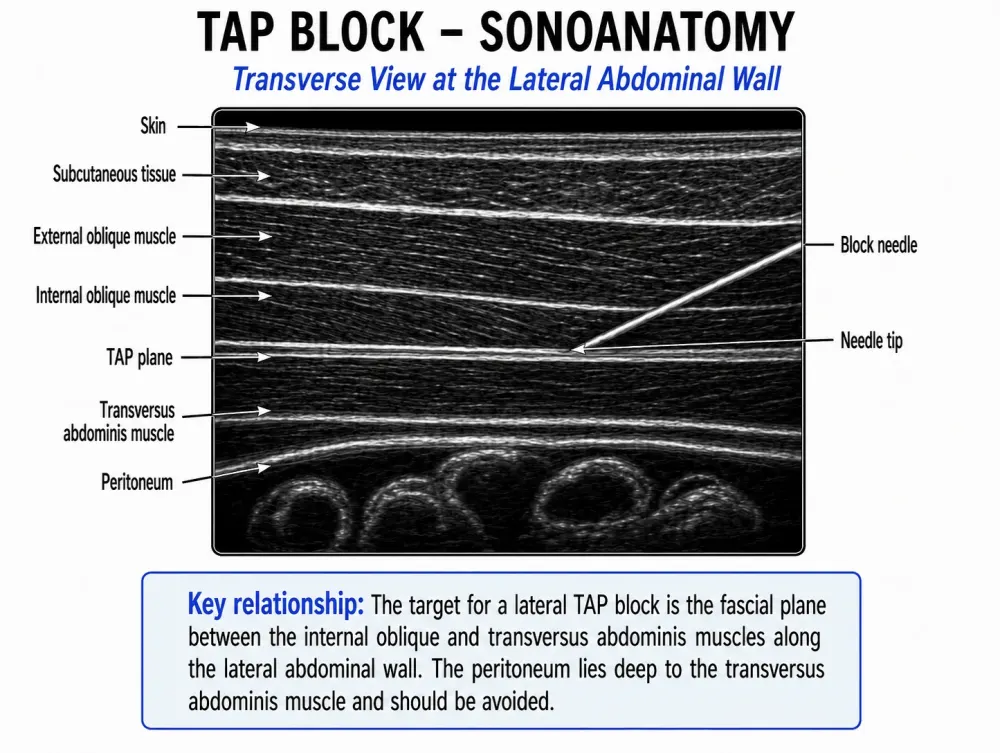 TAP BLOCK – SONOANATOMY
Transverse View at the Lateral Abdominal Wall
Skin
Subcutaneous tissue
External oblique muscle
Internal oblique muscle
TAP plane
Transversus
abdominis muscle
Peritoneum
Block needle
Needle tip
Key relationship: The target for a lateral TAP block is the fascial plane
between the internal oblique and transversus abdominis muscles along
the lateral abdominal wall. The peritoneum lies deep to the transversus
abdominis muscle and should be avoided.